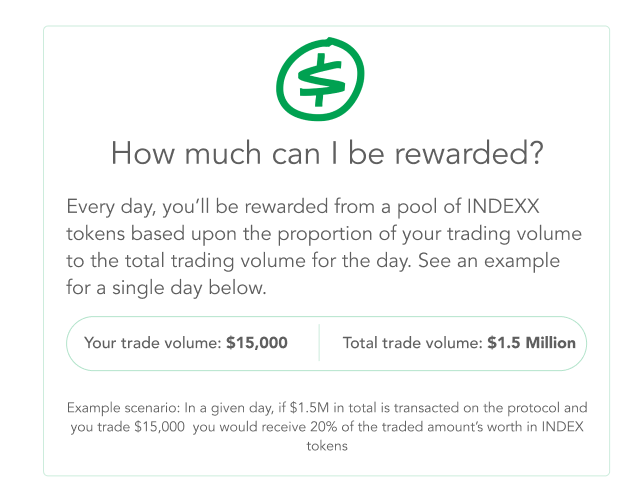 How much can I be rewarded?
Every day, you’ll be rewarded from a pool of INDEXX
tokens based upon the proportion of your trading volume
to the total trading volume for the day. See an example
for a single day below.
Your trade volume: $15,000
Total trade volume: $1.5 Million
Example scenario: In a given day, if $1.5M in total is transacted on the protocol and
you trade $15,000  you would receive 20% of the traded amount’s worth in INDEX
tokens